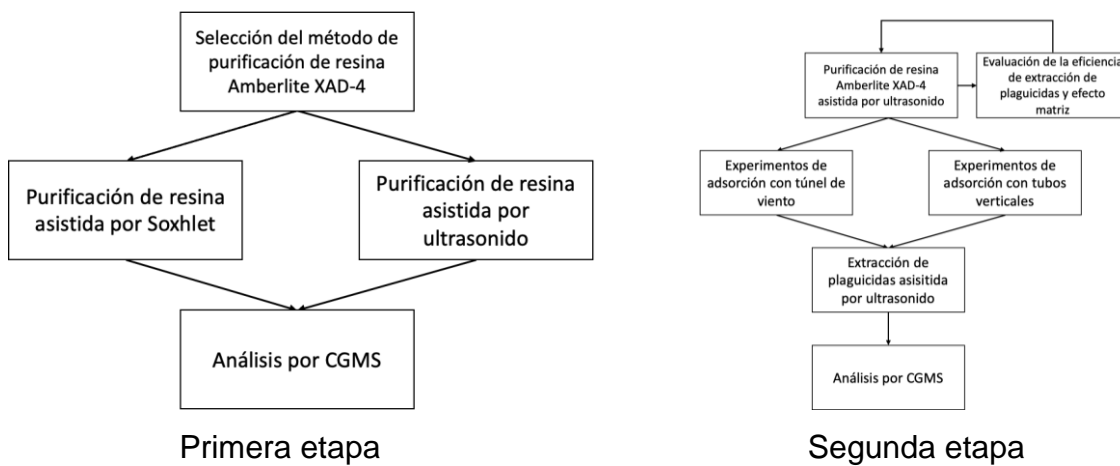 Selección del método de
purificación de resina
Amberlite XAD-4
Purificación de resina
asistida por Soxhlet
Purificación de resina
asistida por
ultrasonido
Análisis por CGMS
Primera etapa
Purificación de resina
Amberlite XAD-4
asistida por ultrasonido
Evaluación de la eficiencia
de extracción de
plaguicidas y efecto
matriz
Experimentos de
adsorción con túnel de
viento
Experimentos de
adsorción con tubos
verticales
Extracción de
plaguicidas asisitida
por ultrasonido
Análisis por CGMS
Segunda etapa